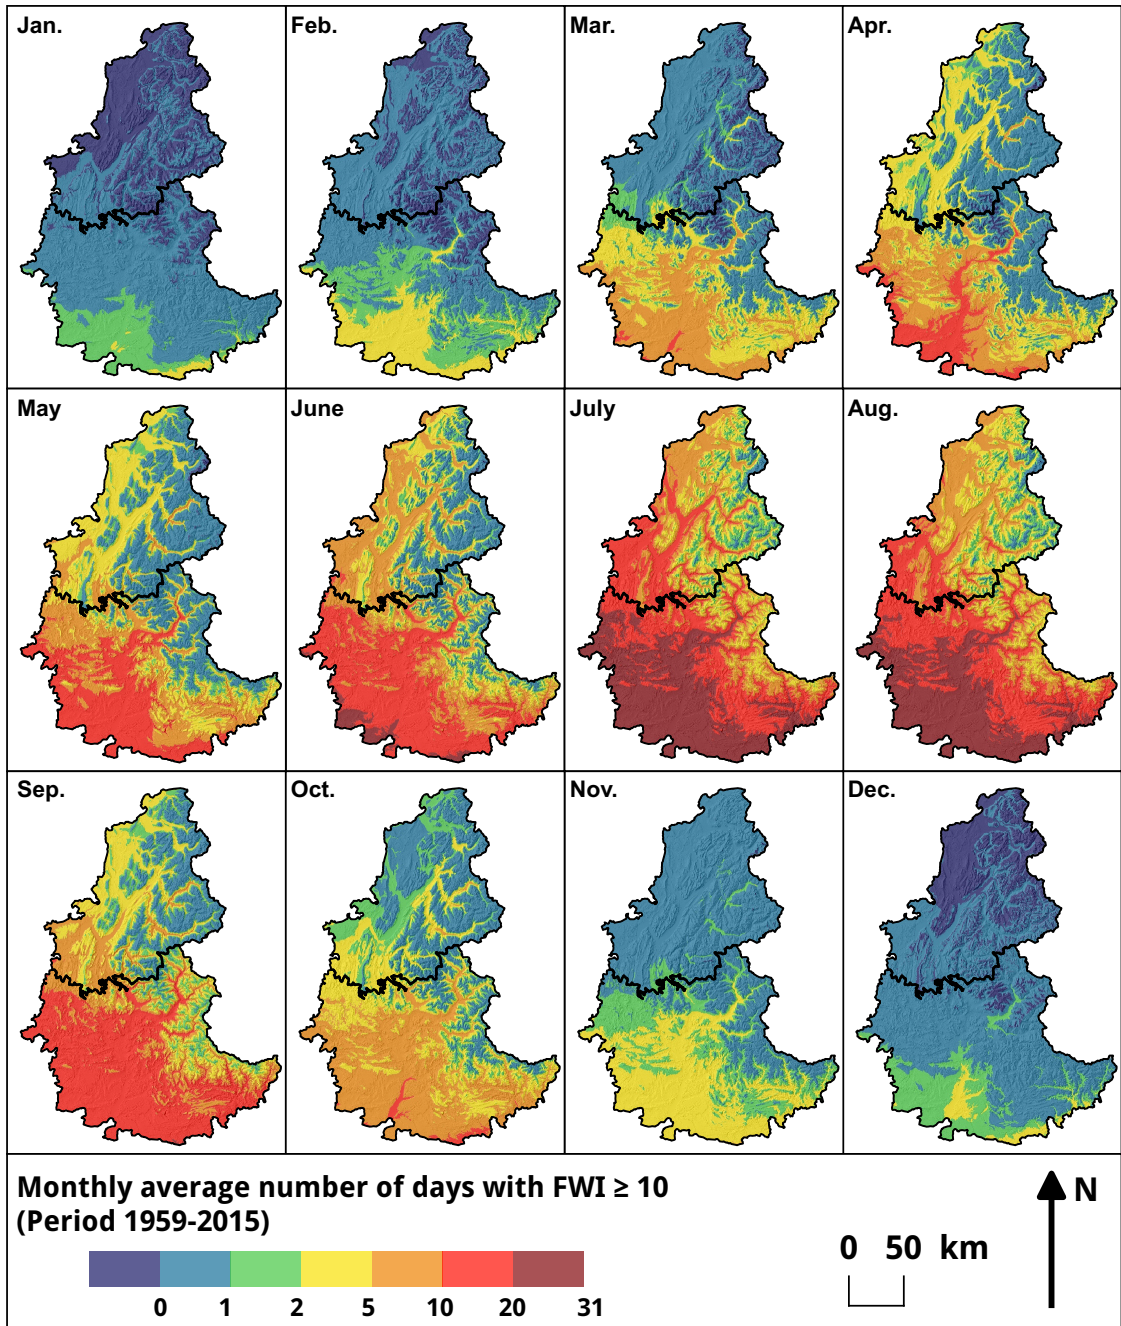 Jan.
Feb.
Mar.
Apr.
May
June
July
Aug.
Sep.
Oct.
Nov.
Dec.
Monthly average number of days with FWI ≥ 10
(Period 1959-2015)
0 1 2 5 10 20 31
0 50 km
N